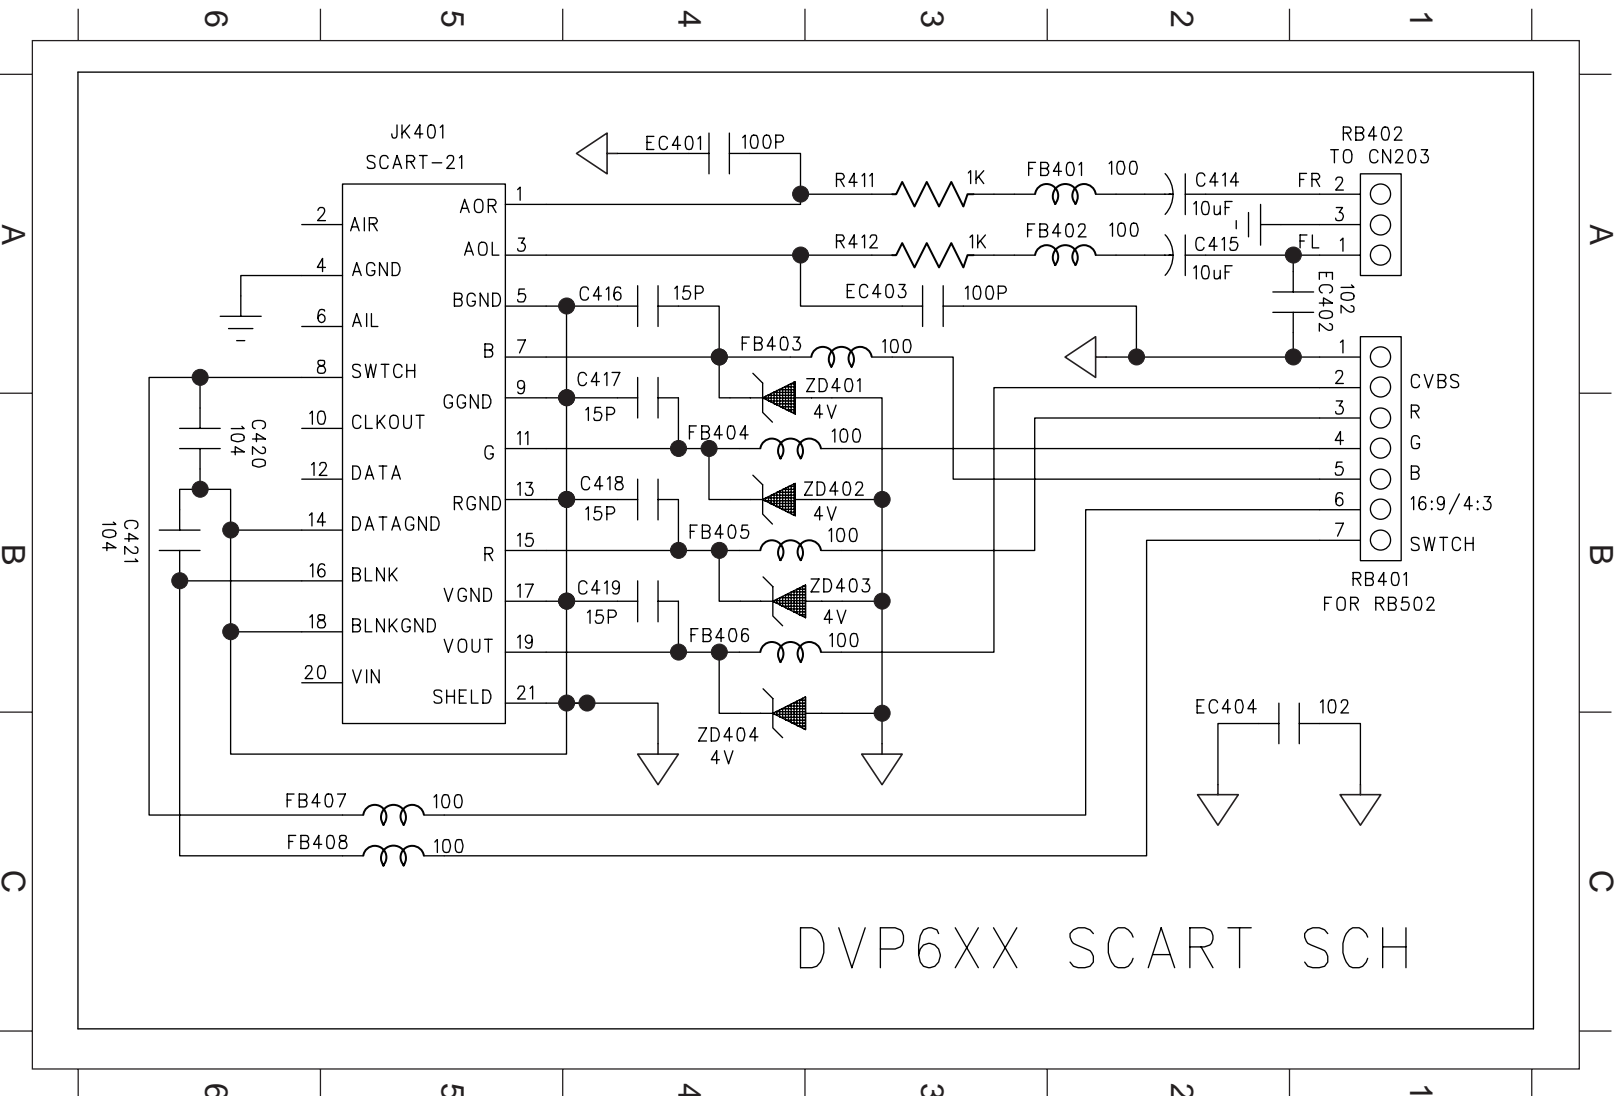 6 5 4 3 2 1
JK401
SCART-21
EC401 100P
RB402
TO CN203
R411 1K FB401 100 C414 10uF FR 2
3
R412 1K FB402 100 C415 10uF FL 1
1 AOR
2 AIR
3 AOL
4 AGND
5 BGND
6 AIL
7 B
8 SWTCH
9 GGND
10 CLKOUT
11 G
12 DATA
13 RGND
14 DATAGND
15 R
16 BLNK
17 VGND
18 BLNKGND
19 VOUT
20 VIN
21 SHELD
C416 15P
EC403 100P
102
EC402
FB403 100
ZD401
4V
C417
15P
FB404 100
ZD402
4V
C418
15P
FB405 100
ZD403
4V
C419
15P
FB406 100
ZD404
4V
C420
104
C421
104
1
2 CVBS
3 R
4 G
5 B
6 16:9/4:3
7 SWTCH
RB401
FOR RB502
EC404 102
FB407 100
FB408 100
DVP6XX SCART SCH
A A
B B
C C
6 5 4 3 2 1